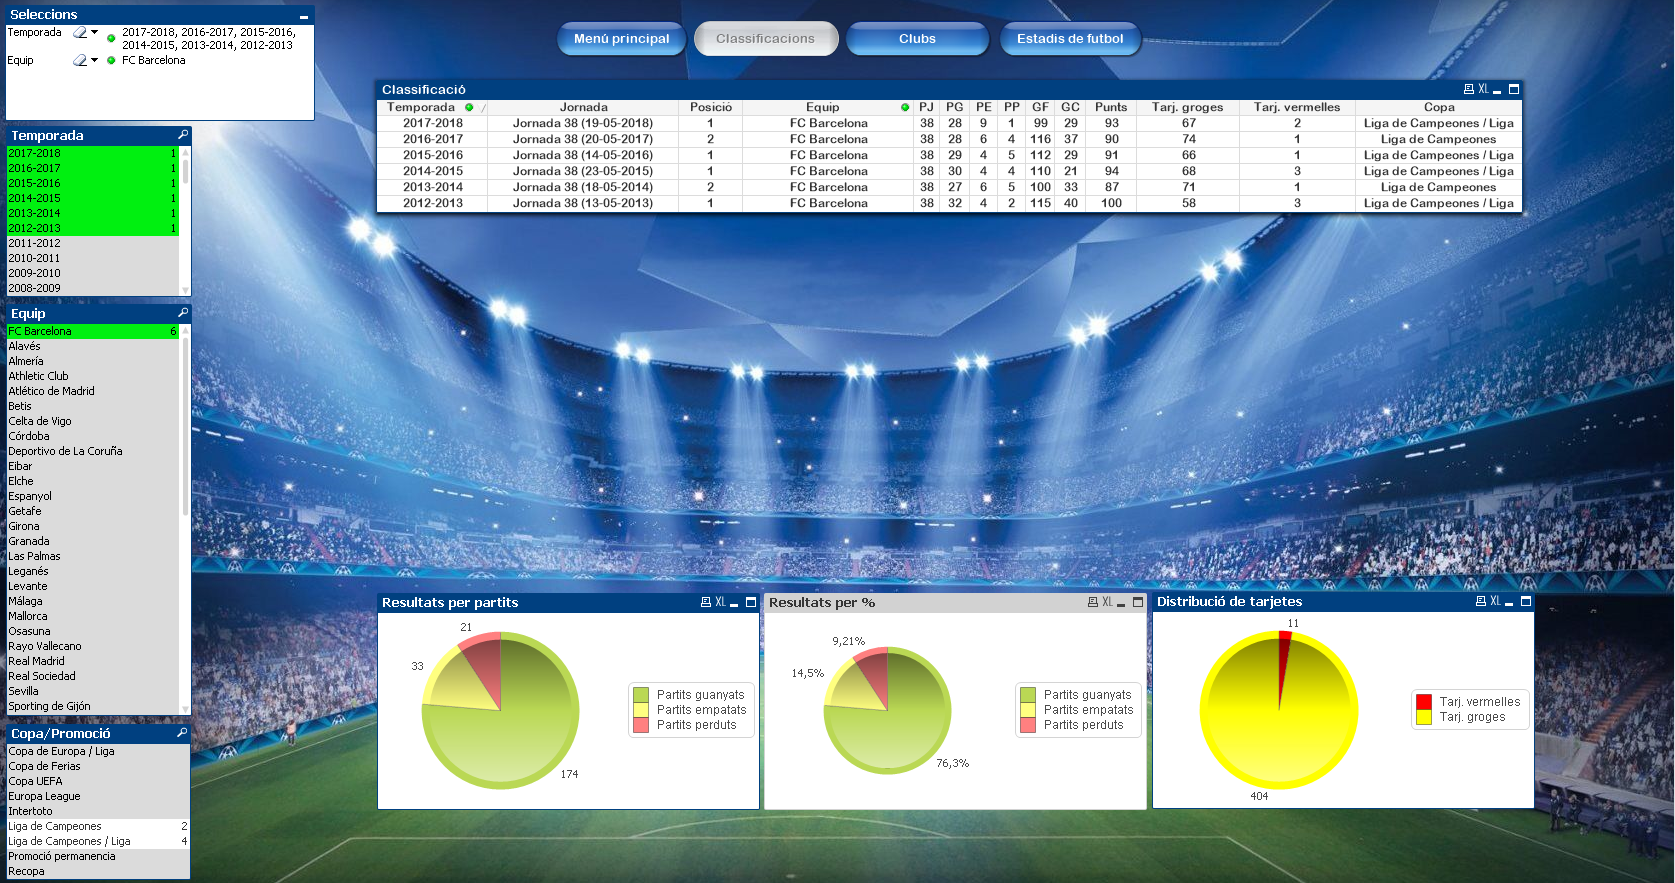 Seleccions
Temporada 2017-2018, 2016-2017, 2015-2016,
2014-2015, 2013-2014, 2012-2013
Equip FC Barcelona
Menú principal
Classificacions
Clubs
Estadis de futbol
Classificació XL
Temporada Jornada Posició Equip PJ PG PE PP GF GC Punts Tarj. groges Tarj. vermelles Copa
2017-2018 Jornada 38 (19-05-2018) 1 FC Barcelona 38 28 9 1 99 29 93 67 2 Liga de Campeones / Liga
2016-2017 Jornada 38 (20-05-2017) 2 FC Barcelona 38 28 6 4 116 37 90 74 1 Liga de Campeones
2015-2016 Jornada 38 (14-05-2016) 1 FC Barcelona 38 29 4 5 112 29 91 66 1 Liga de Campeones / Liga
2014-2015 Jornada 38 (23-05-2015) 1 FC Barcelona 38 30 4 4 110 21 94 68 3 Liga de Campeones / Liga
2013-2014 Jornada 38 (18-05-2014) 2 FC Barcelona 38 27 6 5 100 33 87 71 1 Liga de Campeones
2012-2013 Jornada 38 (13-05-2013) 1 FC Barcelona 38 32 4 2 115 40 100 58 3 Liga de Campeones / Liga
Temporada
2017-2018 1
2016-2017 1
2015-2016 1
2014-2015 1
2013-2014 1
2012-2013 1
2011-2012
2010-2011
2009-2010
2008-2009
Equip
FC Barcelona 6
Alavés
Almería
Athletic Club
Atlético de Madrid
Betis
Celta de Vigo
Córdoba
Deportivo de La Coruña
Eibar
Elche
Espanyol
Getafe
Girona
Granada
Las Palmas
Leganés
Levante
Málaga
Mallorca
Osasuna
Rayo Vallecano
Real Madrid
Real Sociedad
Sevilla
Sporting de Gijón
Copa/Promoció
Copa de Europa / Liga
Copa de Ferias
Copa UEFA
Europa League
Intertoto
Liga de Campeones 2
Liga de Campeones / Liga 4
Promoció permanencia
Recopa
Resultats per partits XL
21
33
174
Partits guanyats
Partits empatats
Partits perduts
Resultats per % XL
9,21%
14,5%
76,3%
Partits guanyats
Partits empatats
Partits perduts
Distribució de tarjetes XL
11
404
Tarj. vermelles
Tarj. groges